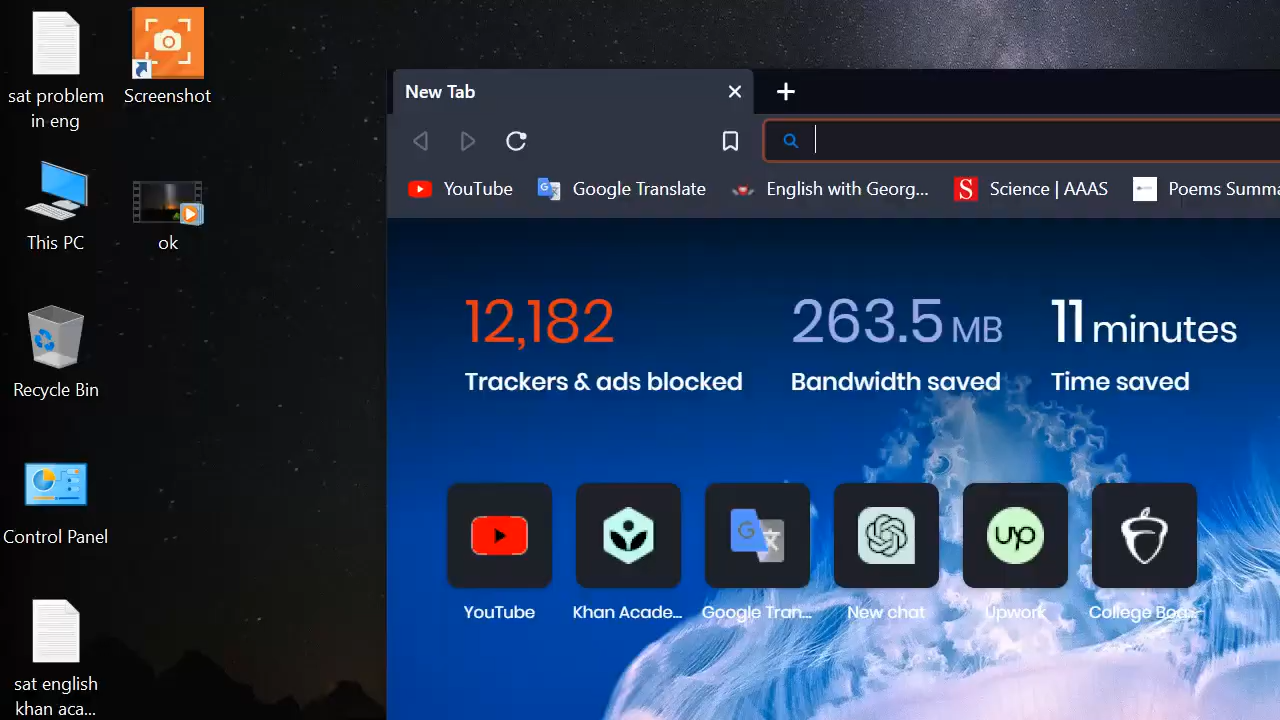 sat problem
in eng
Screenshot
This PC
ok
Recycle Bin
Control Panel
sat english
khan aca...
New Tab
YouTube
Google Translate
English with Georg...
S
Science | AAAS
Poems Summa
12,182
Trackers & ads blocked
263.5 MB
Bandwidth saved
11 minutes
Time saved
G
up
YouTube
Khan Acade...
Google Tran...
New chat
Upwork
College Boa...